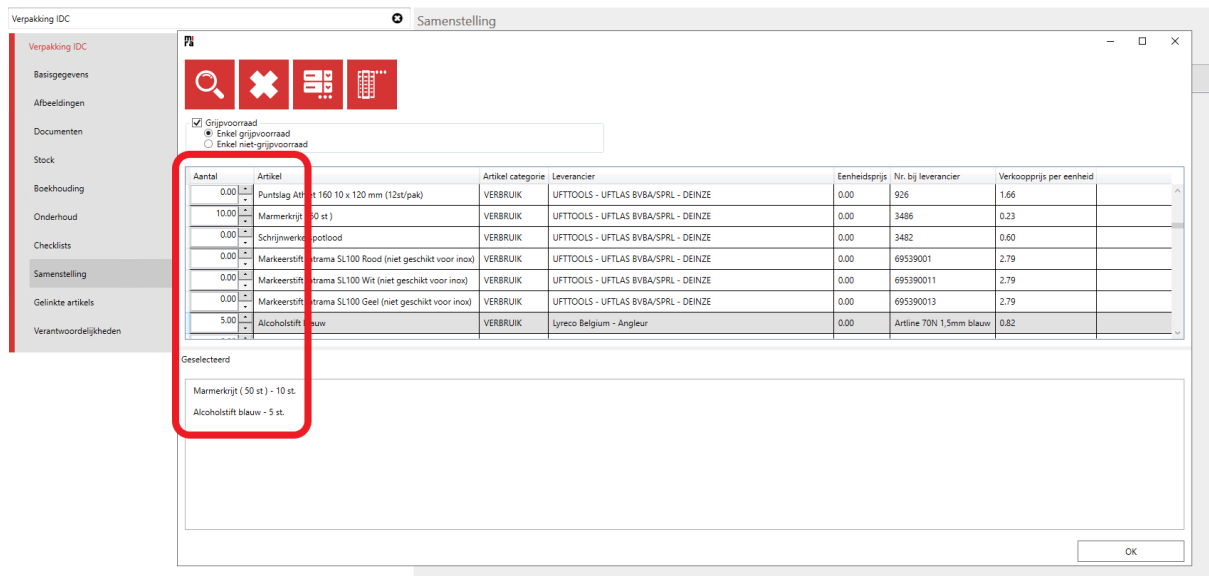 Verpakking IDC
Samenstelling
Verpakking IDC
Basisgegevens
Afbeeldingen
Documenten
Stock
Boekhouding
Onderhoud
Checklists
Samenstelling
Gelinkte artikels
Verantwoordelijkheden
mira
Grijpvoorraad
Enkel grijpvoorraad
Enkel niet-grijpvoorraad
Aantal Artikel Artikel categorie Leverancier Eenheidsprijs Nr. bij leverancier Verkoopprijs per eenheid
0.00 Puntslag 160 10 x 120 mm (12st/pak) VERBRUIK UFTTOOLS - UFTLAS BVBA/SPRL - DEINZE 0.00 926 1.66
10.00 Marmerkrijt st ) VERBRUIK UFTTOOLS - UFTLAS BVBA/SPRL - DEINZE 0.00 3486 0.23
0.00 VERBRUIK UFTTOOLS - UFTLAS BVBA/SPRL - DEINZE 0.00 3482 0.60
0.00 Markeerstift SL100 Rood (niet geschikt voor inox) VERBRUIK UFTTOOLS - UFTLAS BVBA/SPRL - DEINZE 0.00 69539001 2.79
0.00 Markeerstift SL100 Wit (niet geschikt voor inox) VERBRUIK UFTTOOLS - UFTLAS BVBA/SPRL - DEINZE 0.00 695390011 2.79
0.00 Markeerstift SL100 Geel (niet geschikt voor inox) VERBRUIK UFTTOOLS - UFTLAS BVBA/SPRL - DEINZE 0.00 695390013 2.79
5.00 Alcoholstift blauw VERBRUIK Lyreco Belgium - Angleur 0.00 Artline 70N 1,5mm blauw 0.82
Geselecteerd
Marmerkrijt ( 50 st ) - 10 st.
Alcoholstift blauw - 5 st.
OK